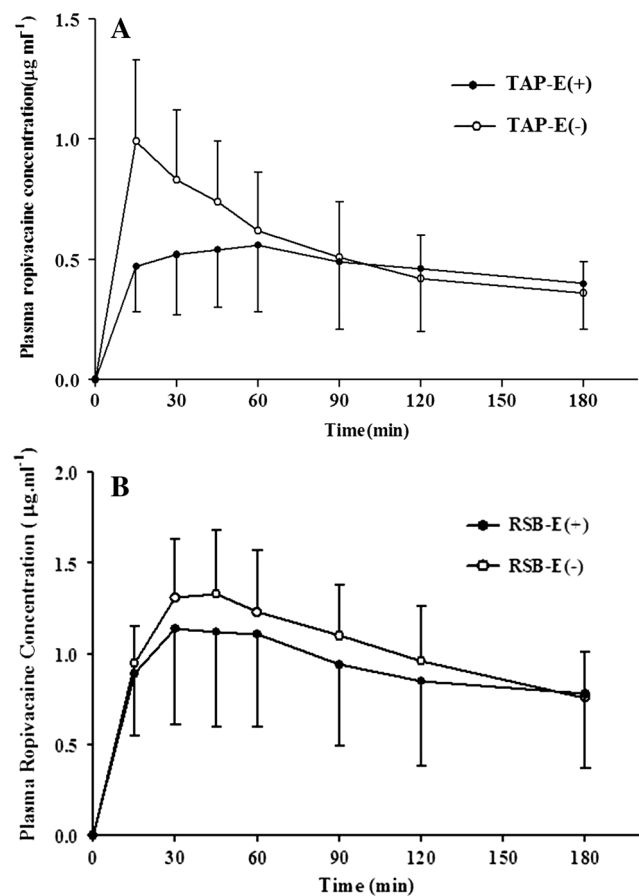 A
1.5
1.0
0.5
0.0
Plasma ropivacaine concentration(μg ml⁻¹)
TAP-E(+)
TAP-E(-)
0 30 60 90 120 150 180
Time(min)
B
2.0
1.5
1.0
0.5
0.0
Plasma Ropivacaine Concentration ( μg.ml⁻¹)
RSB-E(+)
RSB-E(-)
0 30 60 90 120 150 180
Time (min)